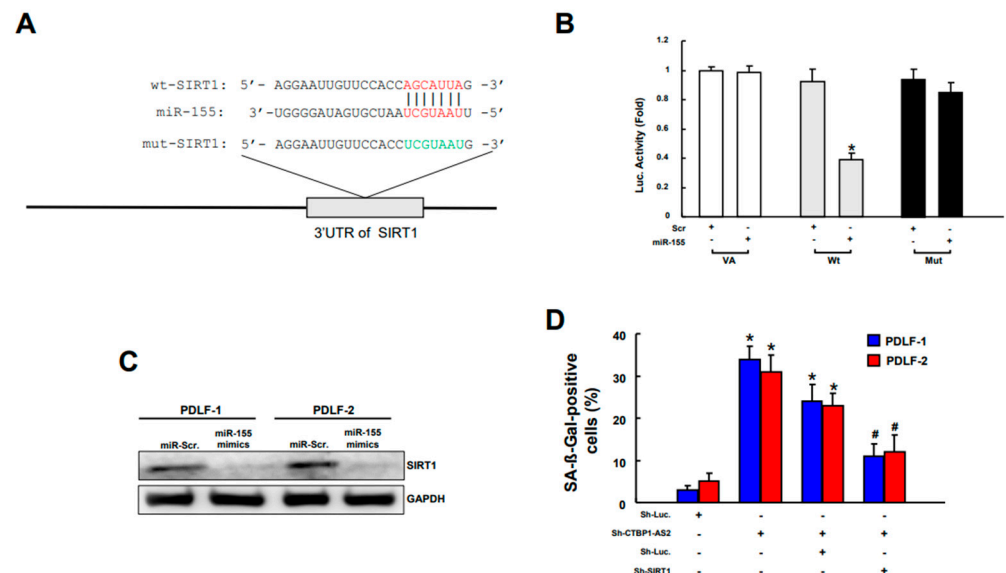 A
wt-SIRT1: 5’- AGGAAUUGUUCCACCAGCAUUAG -3’
miR-155: 3’-UGGGGAUAGUGCUAAUCGUAAUU -5’
mut-SIRT1: 5’- AGGAAUUGUUCCACCUCGUAAUG -3’
3’UTR of SIRT1
B
Luc. Activity (Fold)
1.2
1
0.8
0.6
0.4
0.2
0
*
Scr + - + - + -
miR-155 - + - + - +
VA Wt Mut
C
PDLF-1 PDLF-2
miR-Scr. miR-155 mimics miR-Scr. miR-155 mimics
SIRT1
GAPDH
D
SA-ß-Gal-positive
cells (%)
40
30
20
10
0
PDLF-1
PDLF-2
* * * * # #
Sh-Luc. + - - -
Sh-CTBP1-AS2 - + + +
Sh-Luc. - - + -
Sh-SIRT1 - - - +